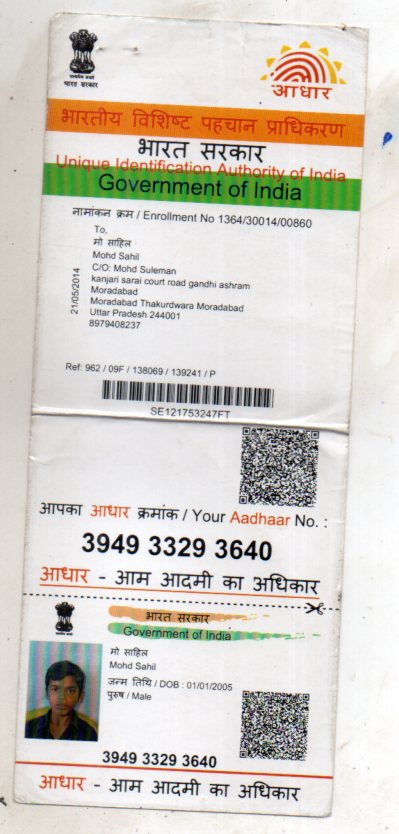 भारत सरकार
आधार
भारतीय विशिष्ट पहचान प्राधिकरण
भारत सरकार
Unique Identification Authority of India
Government of India
नामांकन क्रम / Enrollment No 1364/30014/00860
To,
मो साहिल
Mohd Sahil
C/O: Mohd Suleman
kanjari sarai court road gandhi ashram
Moradabad
Moradabad Thakurdwara Moradabad
Uttar Pradesh 244001
8979408237
21/05/2014
Ref: 962 / 09F / 138069 / 139241 / P
SE121753247FT
आपका आधार क्रमांक / Your Aadhaar No. :
3949 3329 3640
आधार - आम आदमी का अधिकार
भारत सरकार
Government of India
मो साहिल
Mohd Sahil
जन्म तिथि / DOB : 01/01/2005
पुरुष / Male
3949 3329 3640
आधार - आम आदमी का अधिकार